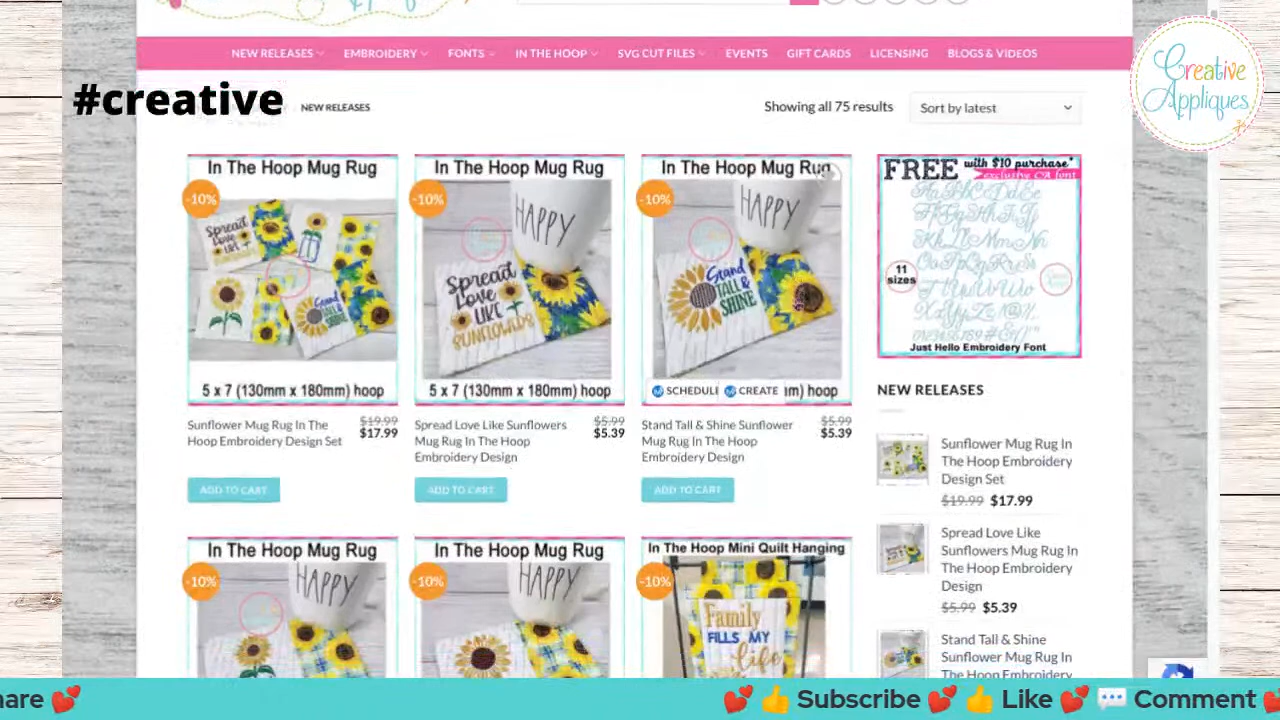 NEW RELEASES EMBROIDERY FONTS IN THE HOOP SVG CUT FILES EVENTS GIFT CARDS LICENSING BLOGS & VIDEOS
Creative
Appliques
#creative
NEW RELEASES
Showing all 75 results
Sort by latest
In The Hoop Mug Rug
-10%
Spread
Love
Like
Stand
TALL &
SHINE
5 x 7 (130mm x 180mm) hoop
Sunflower Mug Rug In The
Hoop Embroidery Design Set
$19.99
$17.99
ADD TO CART
In The Hoop Mug Rug
-10%
HAPPY
SPREAD
LOVE
LIKE
SUNFLOWERS
5 x 7 (130mm x 180mm) hoop
Spread Love Like Sunflowers
Mug Rug In The Hoop
Embroidery Design
$5.99
$5.39
ADD TO CART
In The Hoop Mug Rug
-10%
HAPPY
Stand
TALL &
SHINE
SCHEDULE
CREATE
mm) hoop
Stand Tall & Shine Sunflower
Mug Rug In The Hoop
Embroidery Design
$5.99
$5.39
ADD TO CART
FREE with $10 purchase*
exclusive CA font
11
sizes
Just Hello Embroidery Font
NEW RELEASES
Sunflower Mug Rug In
The Hoop Embroidery
Design Set
$19.99 $17.99
Spread Love Like
Sunflowers Mug Rug In
The Hoop Embroidery
Design
$5.99 $5.39
Stand Tall & Shine
Sunflower Mug Rug In
The Hoop Embroidery
In The Hoop Mug Rug
-10%
HAPPY
In The Hoop Mug Rug
-10%
HAPPY
In The Hoop Mini Quilt Hanging
-10%
Family
FILLS MY
hare 💕 💕 👍 Subscribe 💕 👍 Like 💕 💬 Comment 💕